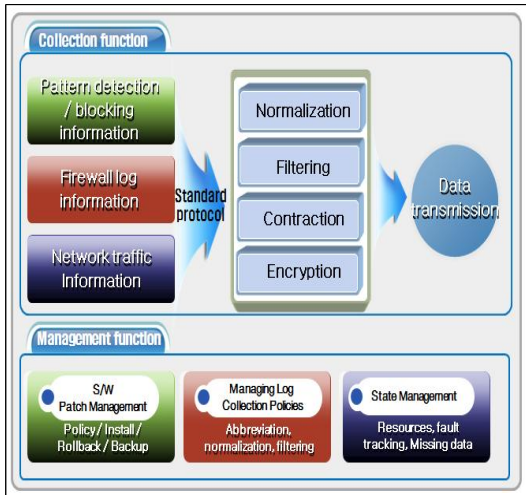 Collection function
Pattern detection
/ blocking
information
Firewall log
information
Network traffic
Information
Standard
protocol
Normalization
Filtering
Contraction
Encryption
Data
transmission
Management function
S/W
Patch Management
Policy / Install /
Rollback / Backup
Managing Log
Collection Policies
Abbreviation,
normalization, filtering
State Management
Resources, fault
tracking, Missing data